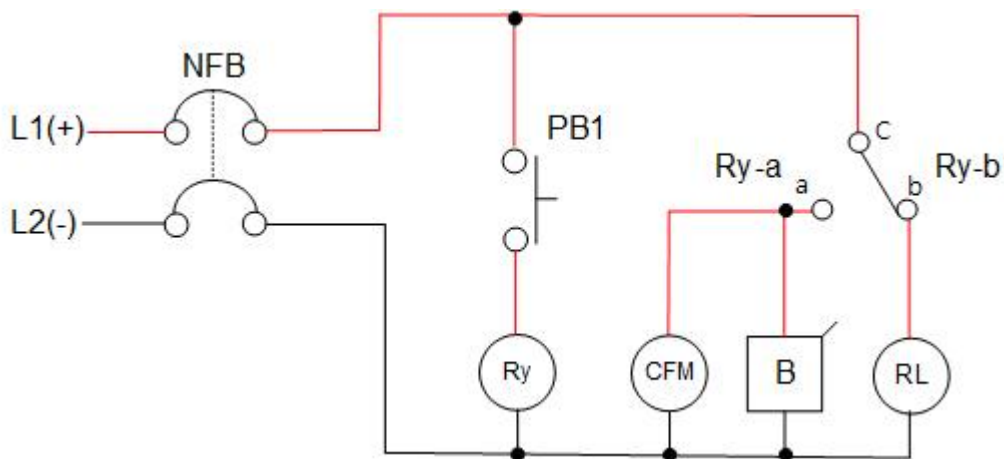 NFB
L1(+)
PB1
C
Ry-a
a
b
Ry-b
L2(-)
Ry
CFM
B
RL